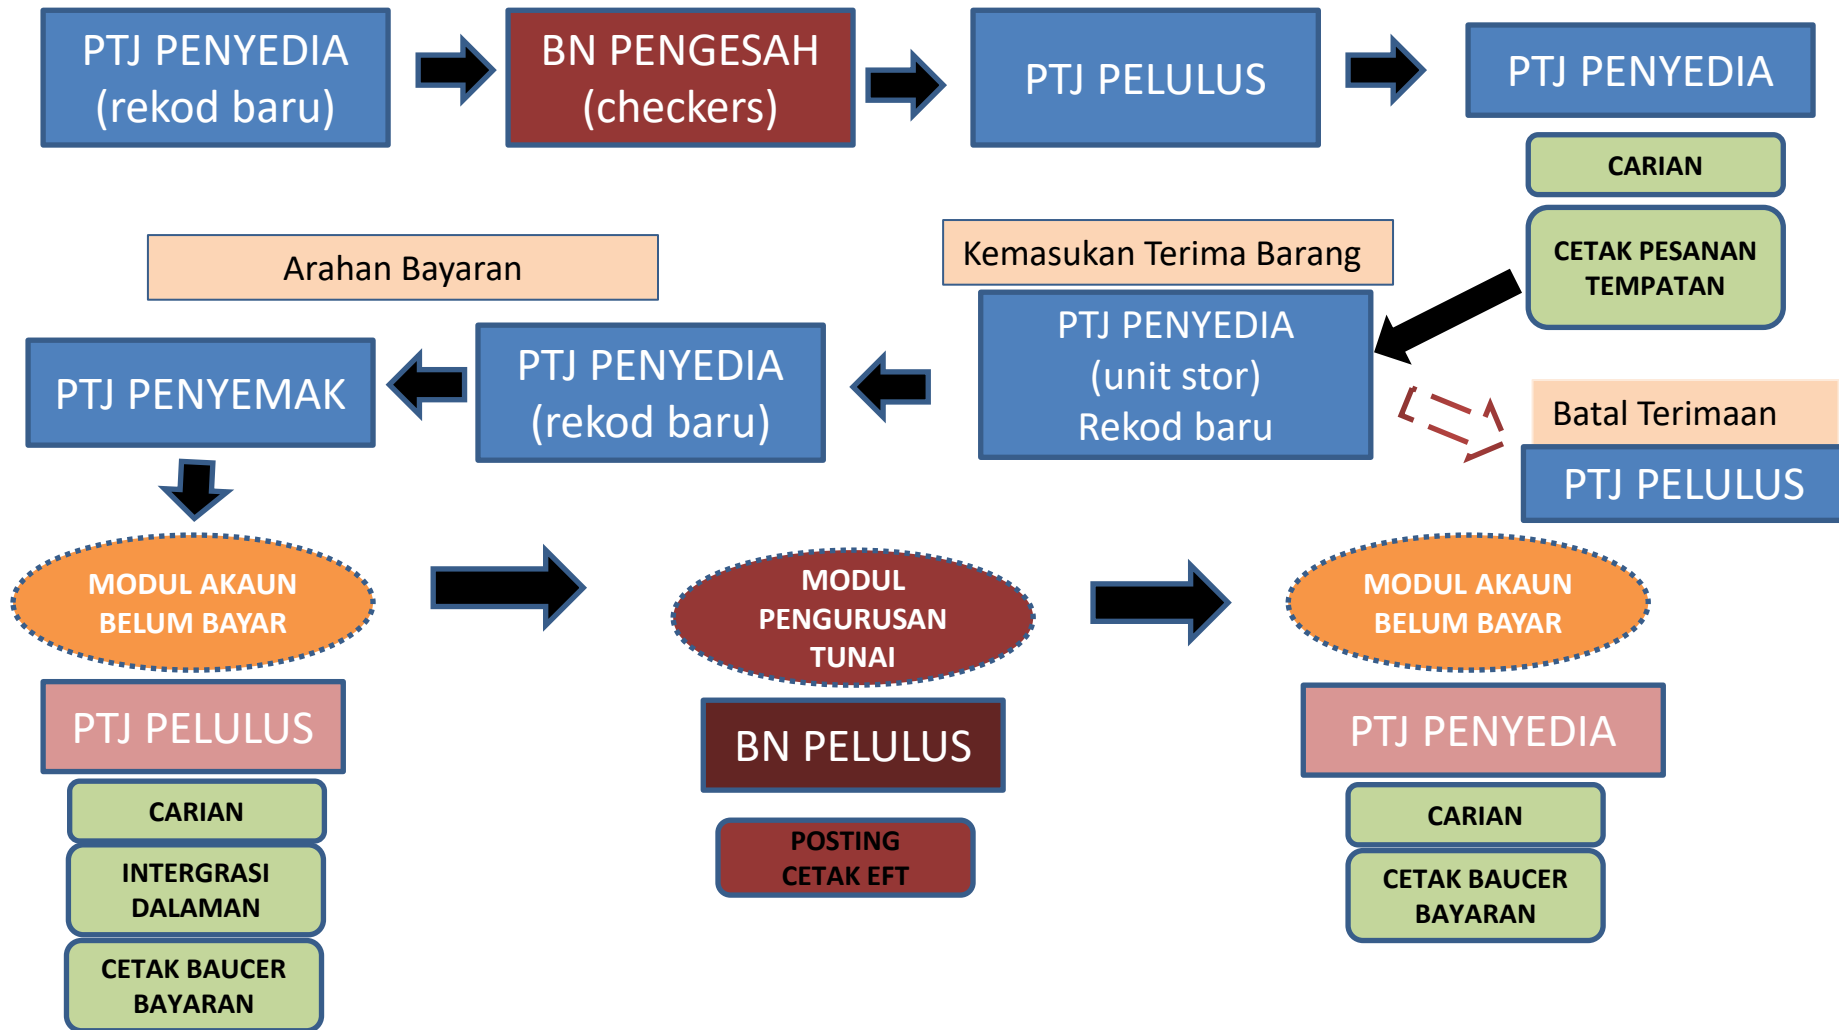 PTJ PENYEDIA
(rekod baru)
BN PENGESAH
(checkers)
PTJ PELULUS
PTJ PENYEDIA
CARIAN
CETAK PESANAN
TEMPATAN
Kemasukan Terima Barang
PTJ PENYEDIA
(unit stor)
Rekod baru
Batal Terimaan
PTJ PELULUS
Arahan Bayaran
PTJ PENYEDIA
(rekod baru)
PTJ PENYEMAK
MODUL AKAUN
BELUM BAYAR
PTJ PELULUS
CARIAN
INTERGRASI
DALAMAN
CETAK BAUCER
BAYARAN
MODUL
PENGURUSAN
TUNAI
BN PELULUS
POSTING
CETAK EFT
MODUL AKAUN
BELUM BAYAR
PTJ PENYEDIA
CARIAN
CETAK BAUCER
BAYARAN